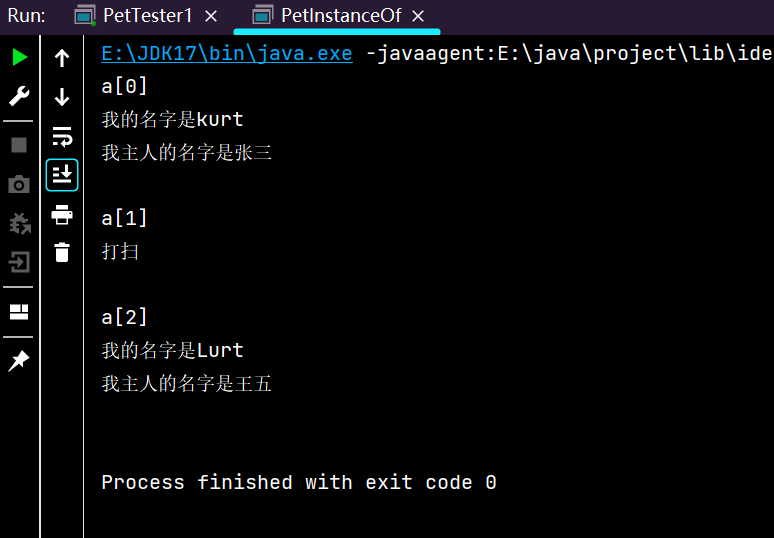 Run: PetTester1 × PetInstanceOf ×
E:\JDK17\bin\java.exe -javaagent:E:\java\project\lib\ide
a[0]
我的名字是kurt
我主人的名字是张三
a[1]
打扫
a[2]
我的名字是Lurt
我主人的名字是王五
Process finished with exit code 0